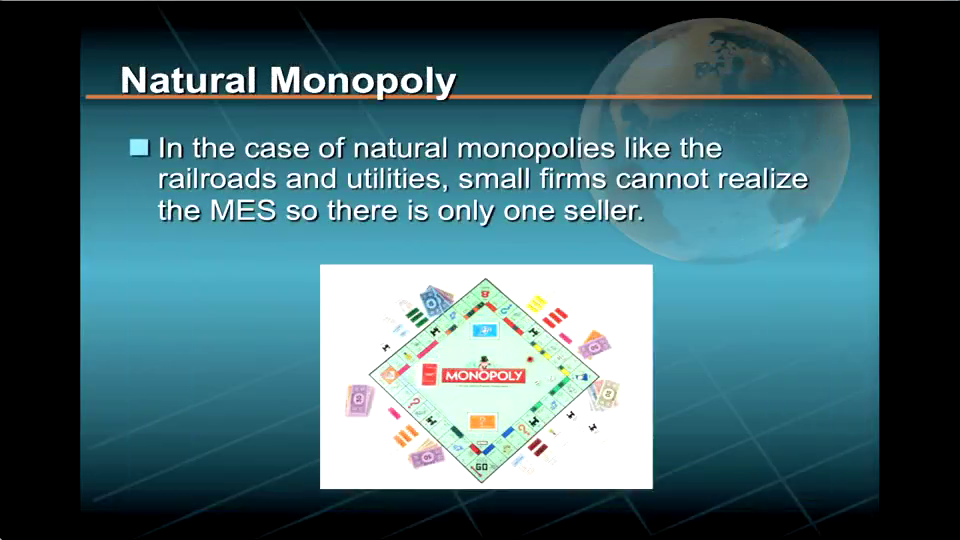 Natural Monopoly
In the case of natural monopolies like the
railroads and utilities, small firms cannot realize
the MES so there is only one seller.
MONOPOLY
GO